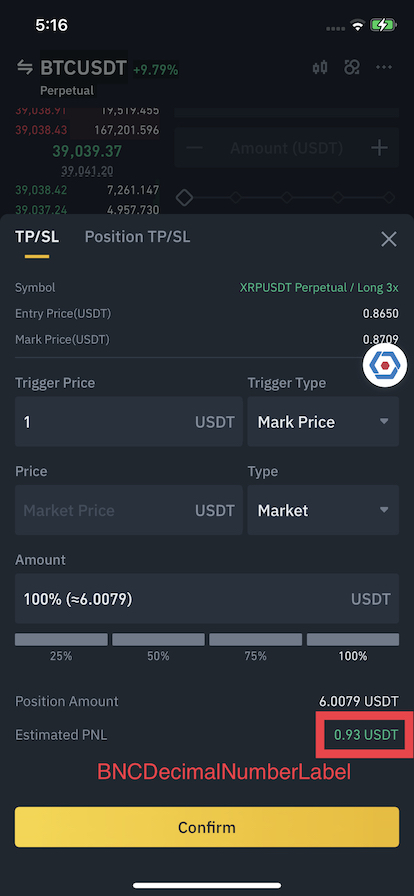 5:16
BTCUSDT +9.79%
Perpetual
39,038.91 19,519.455
39,038.43 167,201.596
39,039.37
39,041.20
Amount (USDT)
39,038.42 7,261.147
39,037.24 4,957.730
TP/SL Position TP/SL
Symbol XRPUSDT Perpetual / Long 3x
Entry Price(USDT) 0.8650
Mark Price(USDT) 0.8709
Trigger Price Trigger Type
1 USDT Mark Price
Price Type
Market Price USDT Market
Amount
100% (≈6.0079) USDT
25% 50% 75% 100%
Position Amount 6.0079 USDT
Estimated PNL 0.93 USDT
BNCDecimalNumberLabel
Confirm